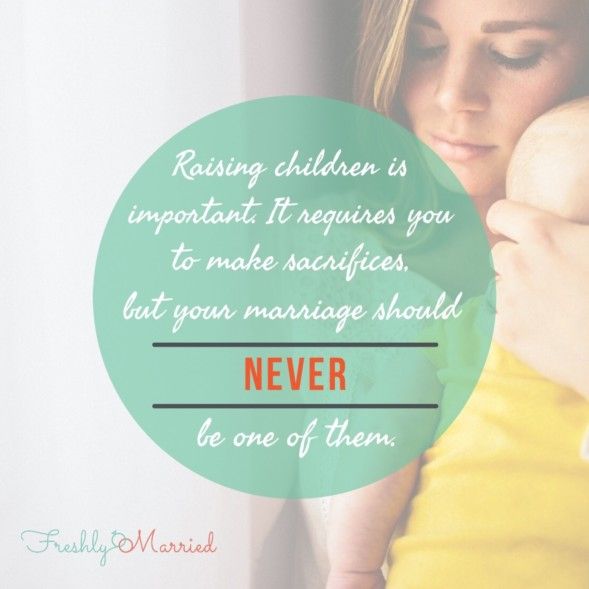 Raising children is
important. It requires you
to make sacrifices,
but your marriage should
NEVER
be one of them.
Freshly Married